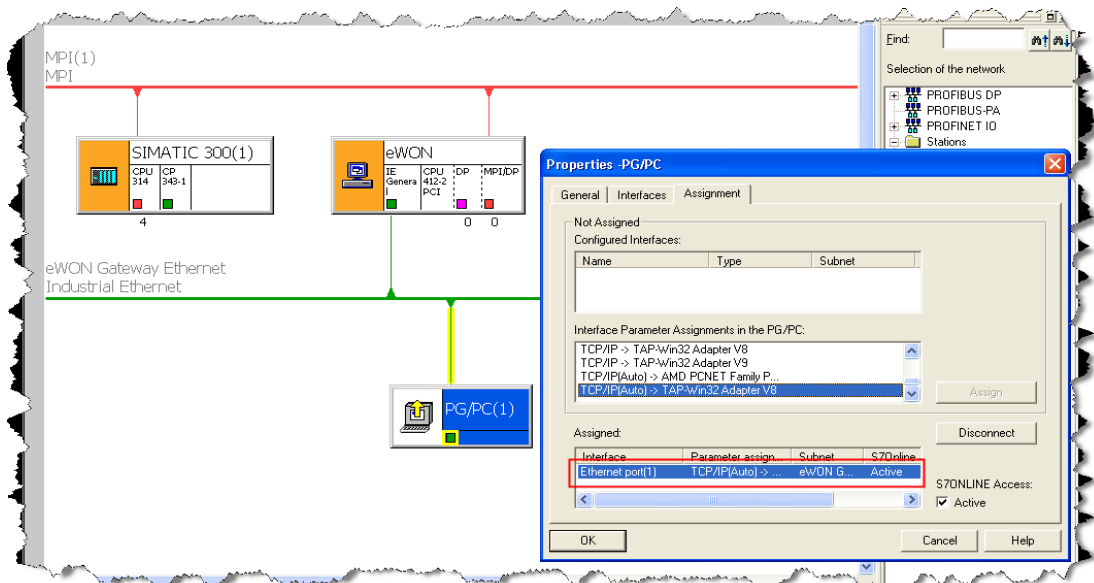 MPI(1)
MPI
SIMATIC 300(1)
CPU 314
CP 343-1
4
eWON
IE Genera l
CPU 412-2 PCI
DP
MPI/DP
0 0
eWON Gateway Ethernet
Industrial Ethernet
PG/PC(1)
Find:
Selection of the network
PROFIBUS DP
PROFIBUS-PA
PROFINET IO
Stations
Properties -PG/PC
General Interfaces Assignment
Not Assigned
Configured Interfaces:
Name Type Subnet
Interface Parameter Assignments in the PG/PC:
TCP/IP -> TAP-Win32 Adapter V8
TCP/IP -> TAP-Win32 Adapter V9
TCP/IP(Auto) -> AMD PCNET Family P...
TCP/IP(Auto) -> TAP-Win32 Adapter V8
Assign
Assigned:
Disconnect
Interface Parameter assign... Subnet S7Online
Ethernet port(1) TCP/IP(Auto) -> ... eWON G... Active
S7ONLINE Access:
Active
OK Cancel Help